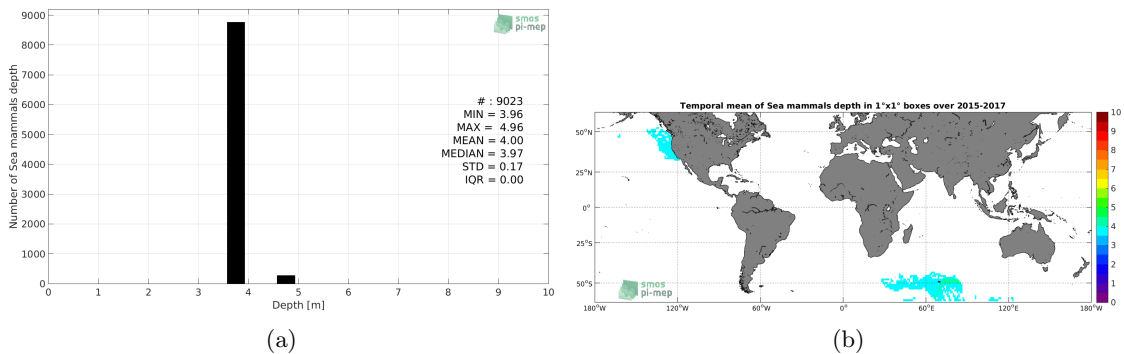 9000
8000
7000
6000
5000
4000
3000
2000
1000
0
Number of Sea mammals depth
smos
pi-mep
# : 9023
MIN = 3.96
MAX = 4.96
MEAN = 4.00
MEDIAN = 3.97
STD = 0.17
IQR = 0.00
0 1 2 3 4 5 6 7 8 9 10
Depth [m]
(a)
Temporal mean of Sea mammals depth in 1°x1° boxes over 2015-2017
50°N
25°N
0°
25°S
50°S
smos
pi-mep
180°W 120°W 60°W 0° 60°E 120°E 180°E
10
9
8
7
6
5
4
3
2
1
0
(b)